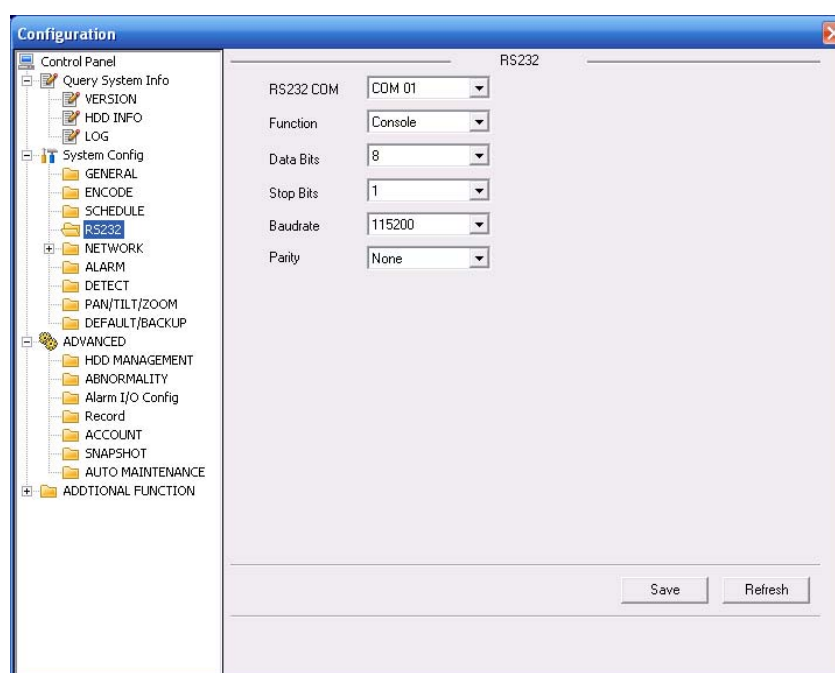 Configuration
Control Panel
Query System Info
VERSION
HDD INFO
LOG
System Config
GENERAL
ENCODE
SCHEDULE
RS232
NETWORK
ALARM
DETECT
PAN/TILT/ZOOM
DEFAULT/BACKUP
ADVANCED
HDD MANAGEMENT
ABNORMALITY
Alarm I/O Config
Record
ACCOUNT
SNAPSHOT
AUTO MAINTENANCE
ADDTIONAL FUNCTION
RS232
RS232 COM COM 01
Function Console
Data Bits 8
Stop Bits 1
Baudrate 115200
Parity None
Save Refresh